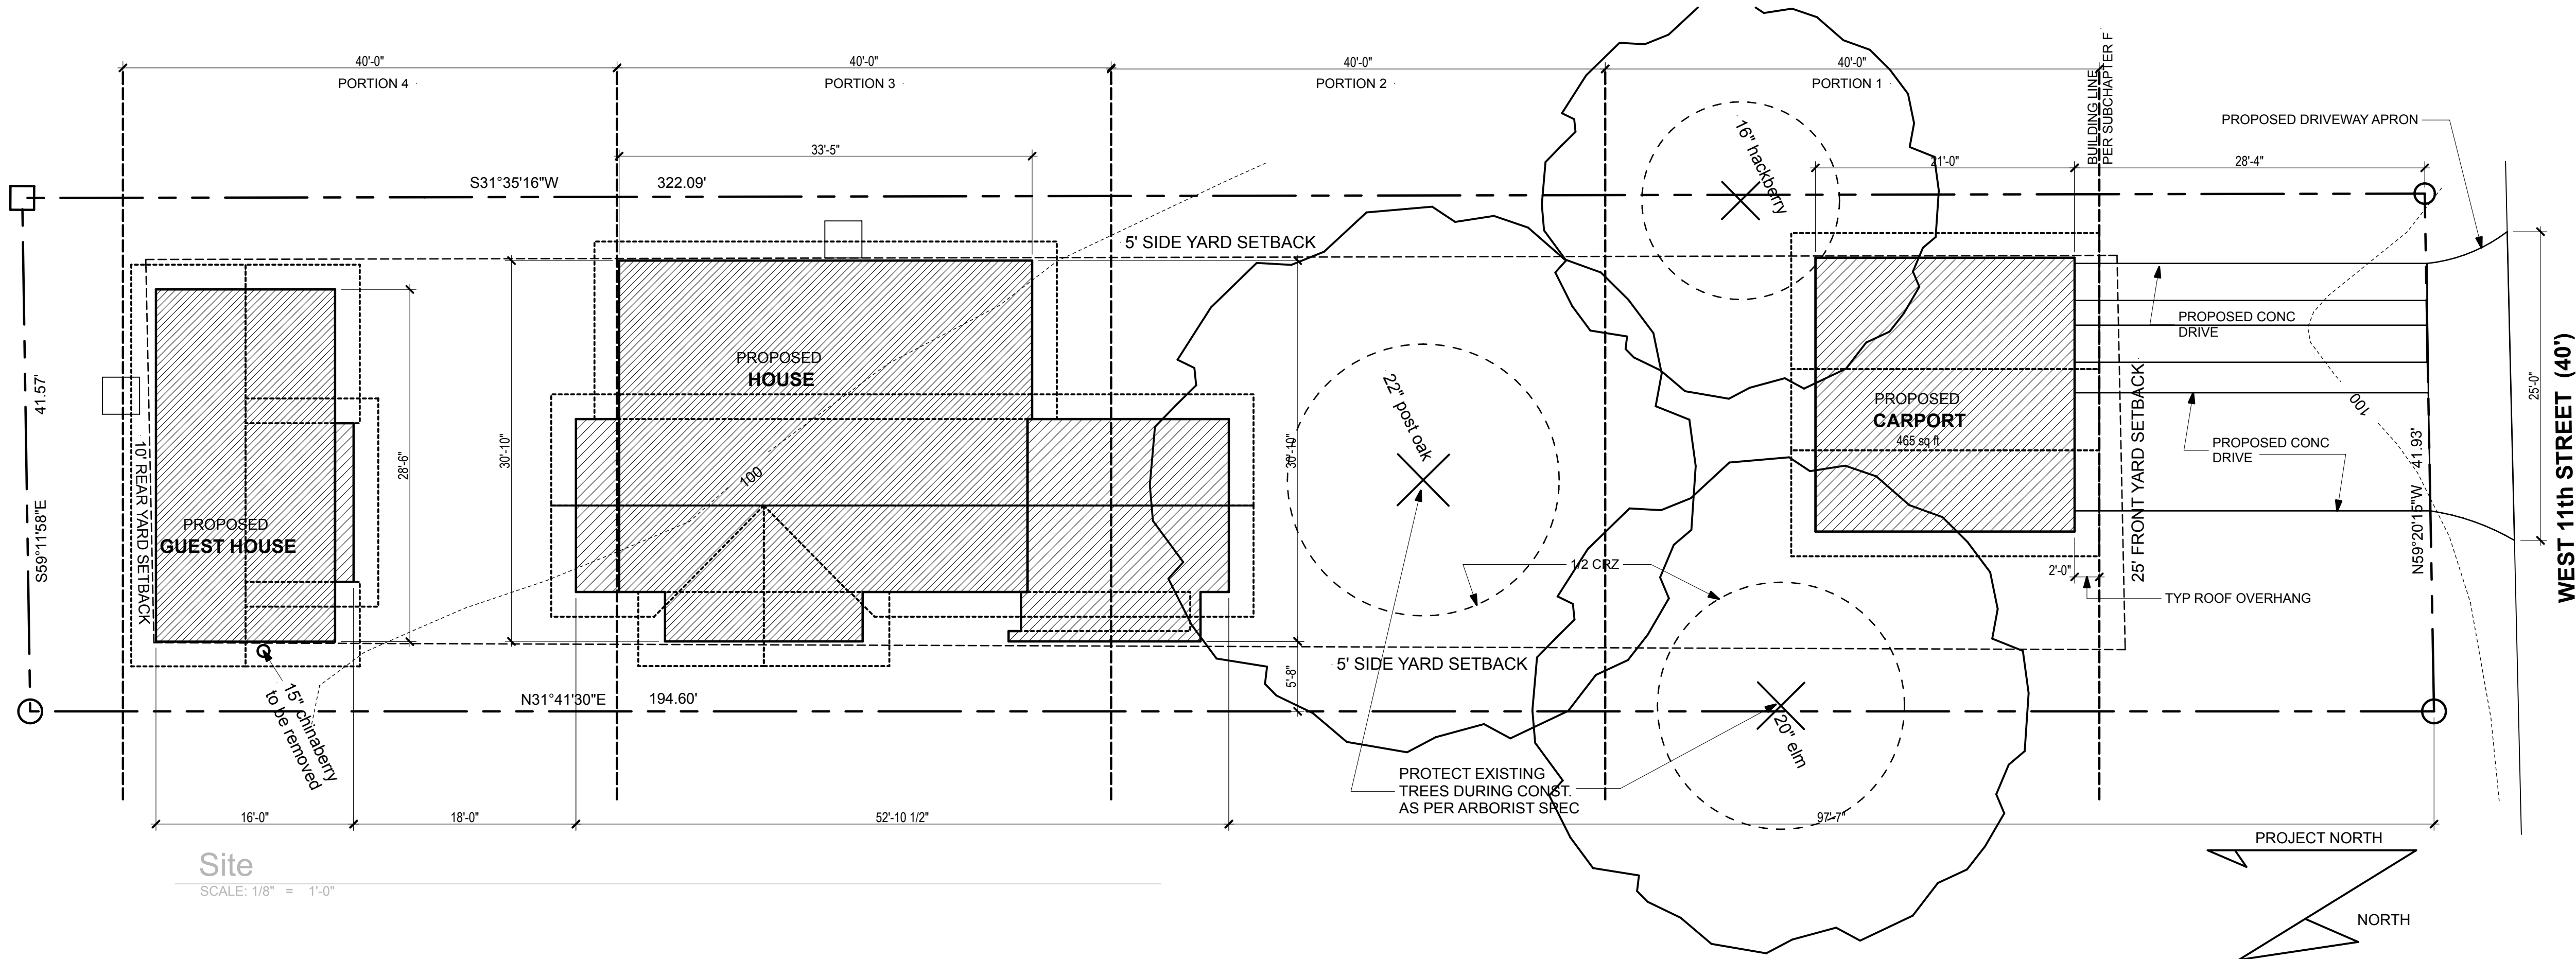 40'-0"
40'-0"
40'-0"
40'-0"
PORTION 4
PORTION 3
PORTION 2
PORTION 1
BUILDING LINE
PER SUBCHAPTER F
PROPOSED DRIVEWAY APRON
33'-5"
16" hackberry
21'-0"
28'-4"
S31°35'16"W
322.09'
5' SIDE YARD SETBACK
PROPOSED CONC
DRIVE
PROPOSED
HOUSE
22" post oak
PROPOSED
CARPORT
465 sq ft
25' FRONT YARD SETBACK
100
25'-0"
WEST 11th STREET (40')
41.57'
S59°11'58"E
10' REAR YARD SETBACK
28'-6"
30'-10"
100
30'-10"
PROPOSED CONC
DRIVE
N59°20'15"W
41.93'
PROPOSED
GUEST HOUSE
1/2 CRZ
2'-0"
TYP ROOF OVERHANG
5' SIDE YARD SETBACK
5'-8"
15" chinaberry
to be removed
N31°41'30"E
194.60'
20" elm
PROTECT EXISTING
TREES DURING CONST.
AS PER ARBORIST SPEC
16'-0"
18'-0"
52'-10 1/2"
97'-7"
PROJECT NORTH
NORTH
Site
SCALE: 1/8" = 1'-0"